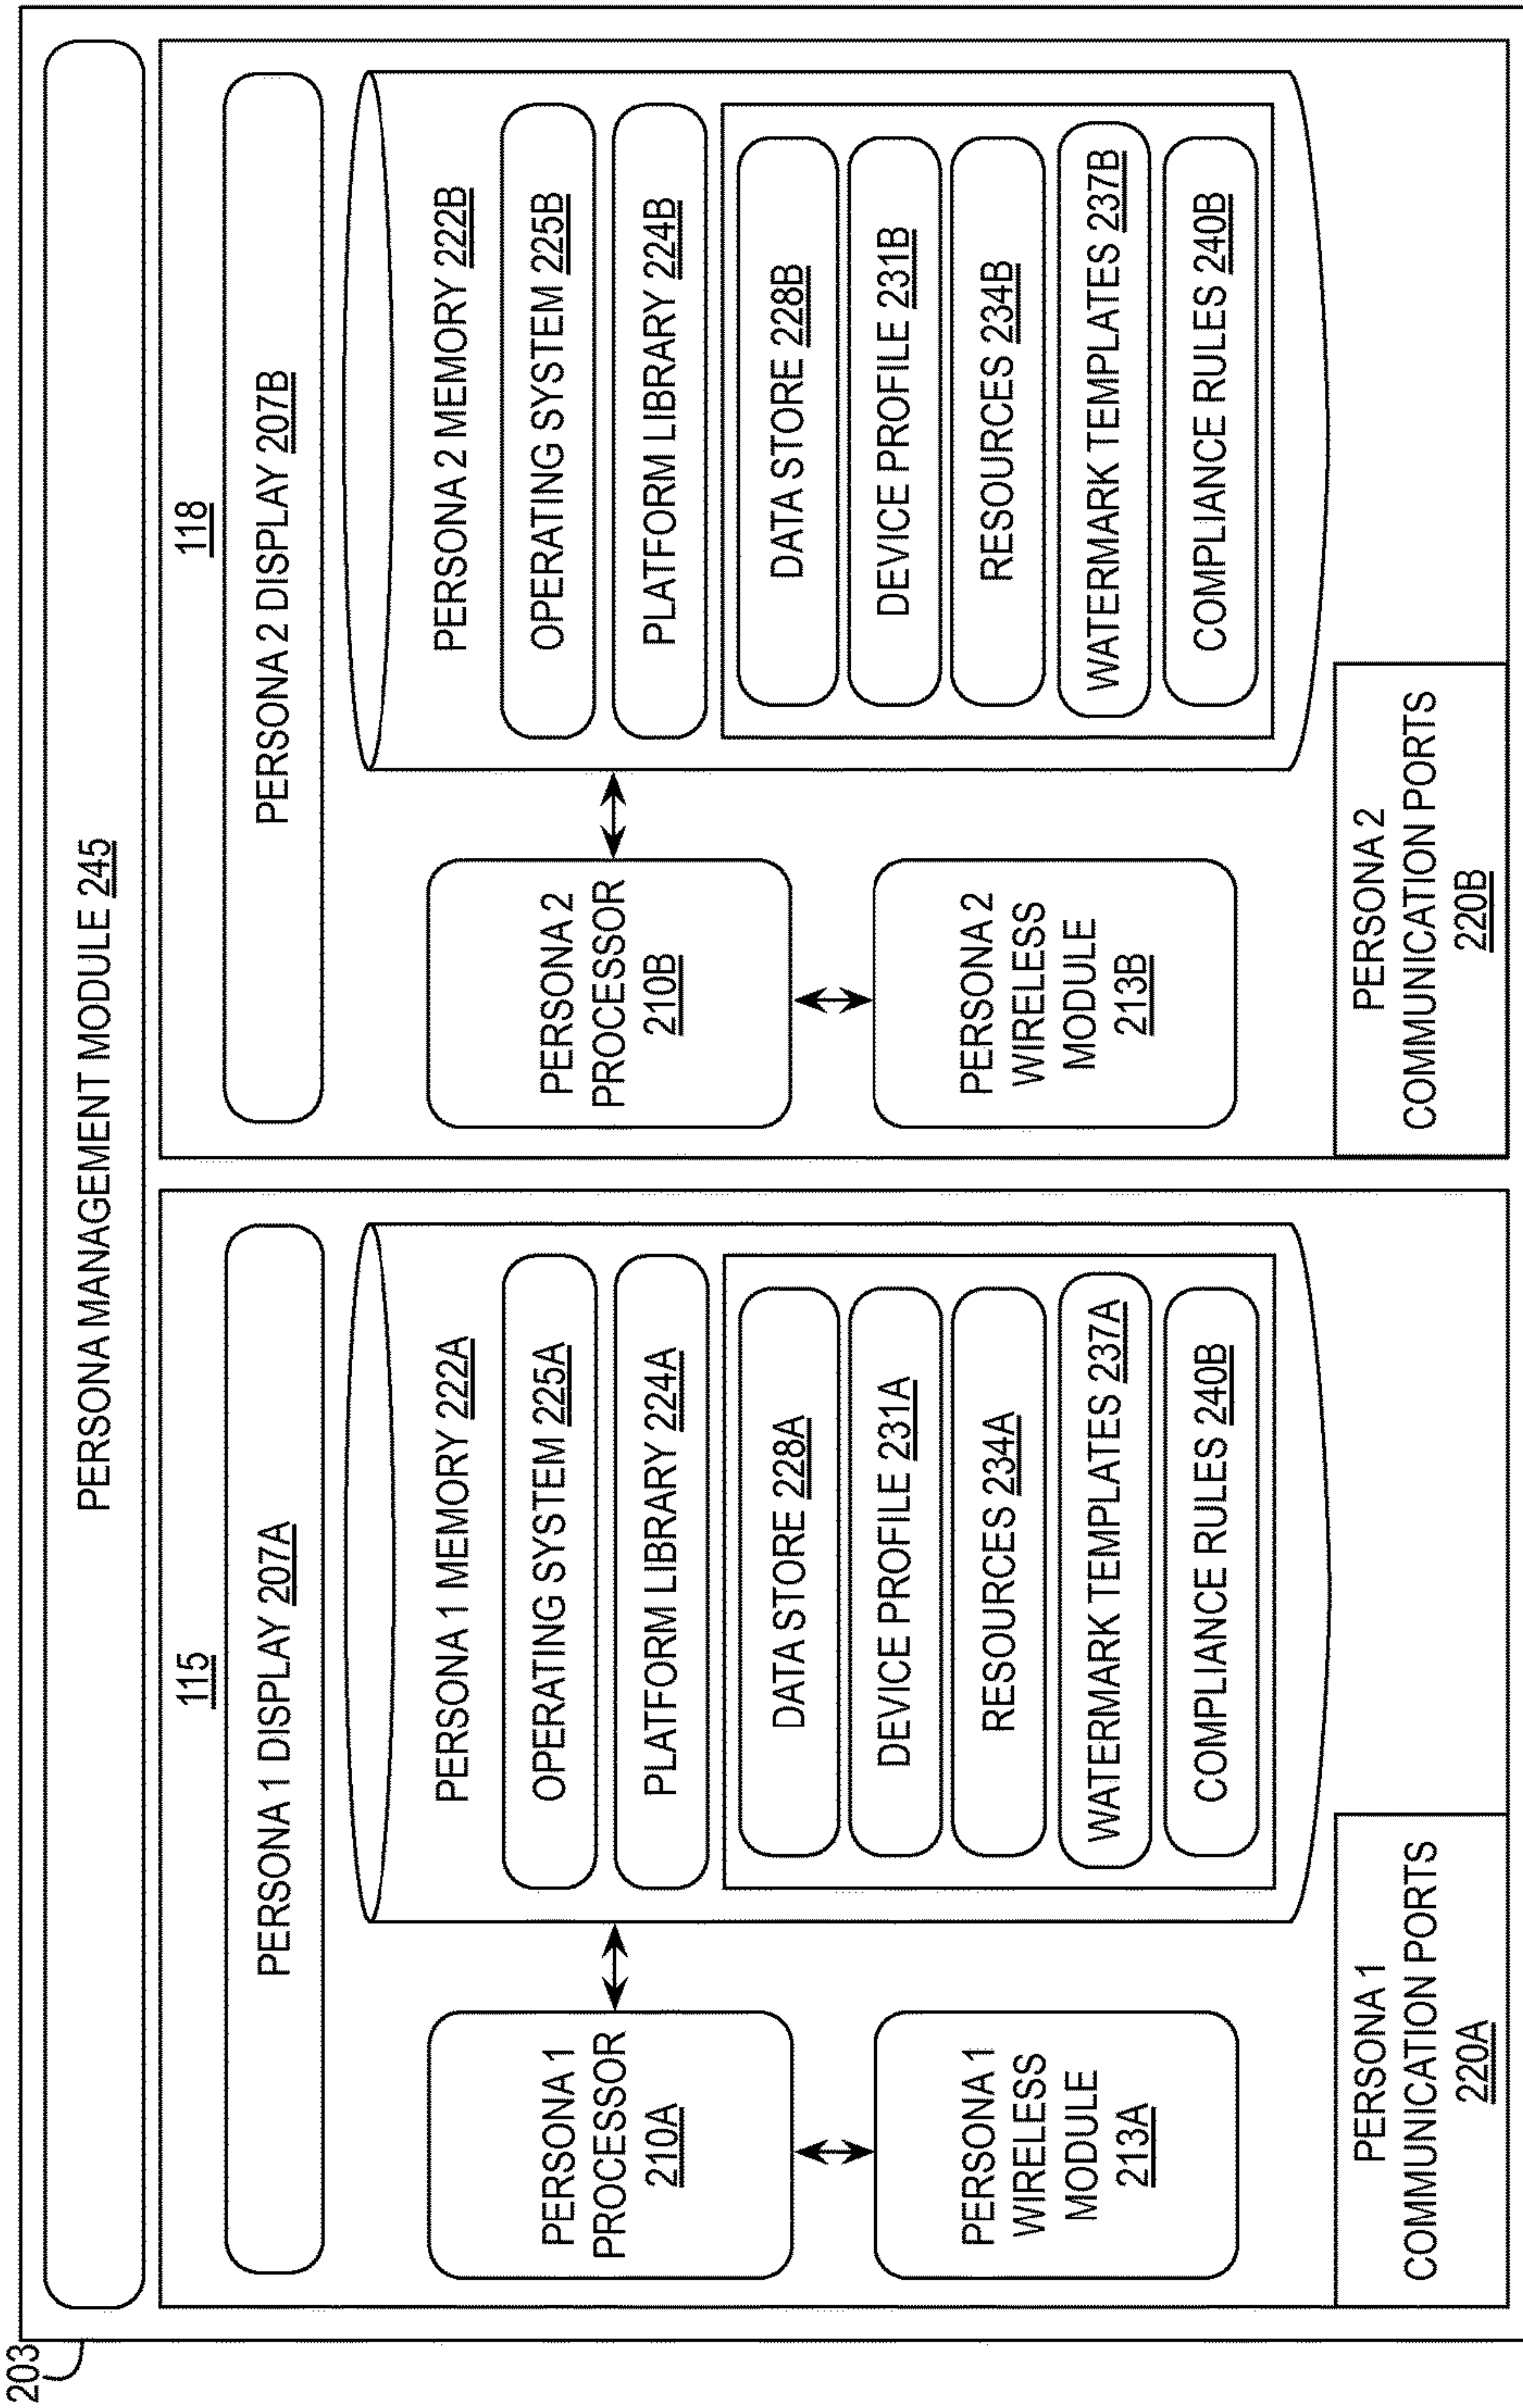 203
PERSONA MANAGEMENT MODULE 245
115
PERSONA 1 DISPLAY 207A
PERSONA 1
PROCESSOR
210A
PERSONA 1
WIRELESS
MODULE
213A
PERSONA 1 MEMORY 222A
OPERATING SYSTEM 225A
PLATFORM LIBRARY 224A
DATA STORE 228A
DEVICE PROFILE 231A
RESOURCES 234A
WATERMARK TEMPLATES 237A
COMPLIANCE RULES 240B
PERSONA 1
COMMUNICATION PORTS
220A
118
PERSONA 2 DISPLAY 207B
PERSONA 2
PROCESSOR
210B
PERSONA 2
WIRELESS
MODULE
213B
PERSONA 2 MEMORY 222B
OPERATING SYSTEM 225B
PLATFORM LIBRARY 224B
DATA STORE 228B
DEVICE PROFILE 231B
RESOURCES 234B
WATERMARK TEMPLATES 237B
COMPLIANCE RULES 240B
PERSONA 2
COMMUNICATION PORTS
220B